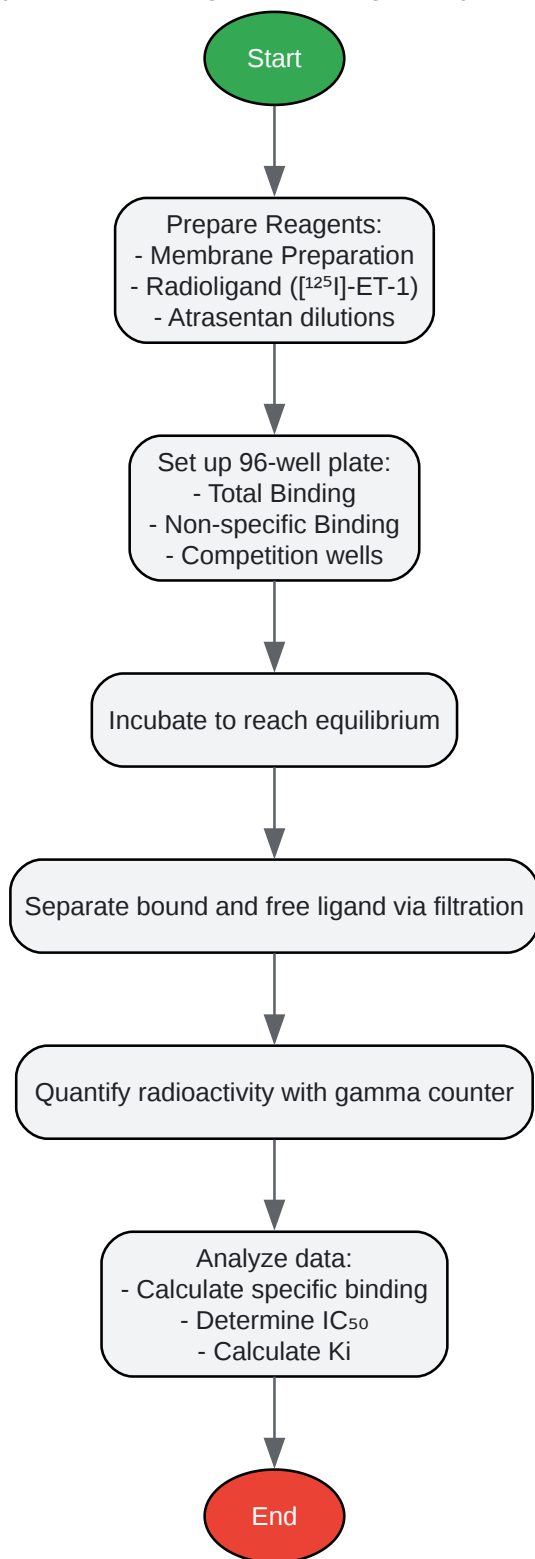 Start
Prepare Reagents:
- Membrane Preparation
- Radioligand ([¹²⁵I]-ET-1)
- Atrasentan dilutions
Set up 96-well plate:
- Total Binding
- Non-specific Binding
- Competition wells
Incubate to reach equilibrium
Separate bound and free ligand via filtration
Quantify radioactivity with gamma counter
Analyze data:
- Calculate specific binding
- Determine IC₅₀
- Calculate Ki
End